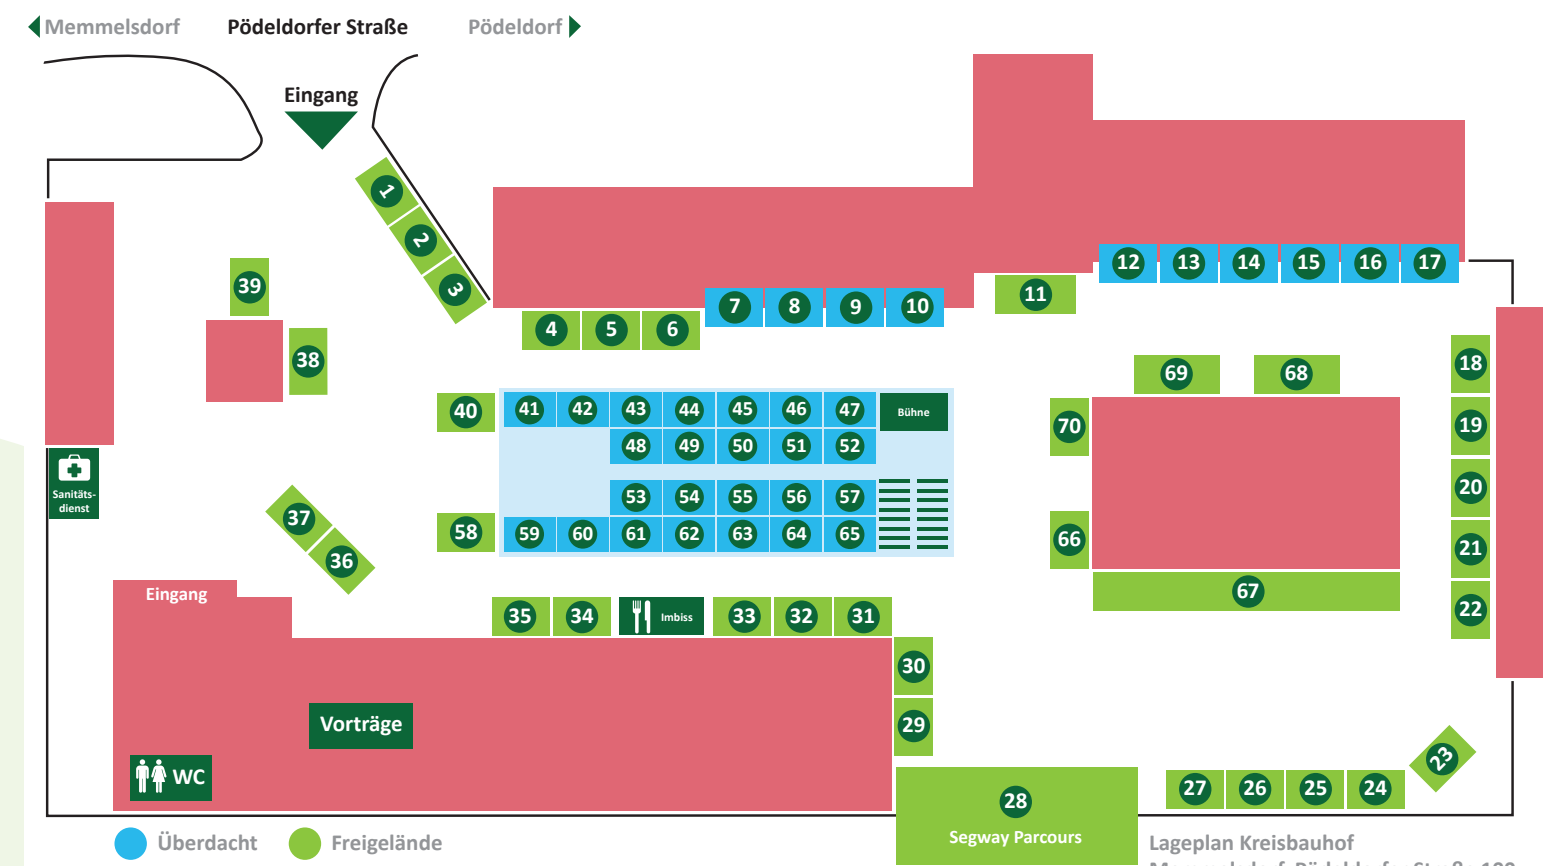 Memmelsdorf Pödeldorfer Straße Pödeldorf
Eingang
1
2
3
39
38
4 5 6
7 8 9 10
11
12 13 14 15 16 17
18
19
20
21
22
69 68
70
66
67
40
41 42 43 44 45 46 47
Bühne
48 49 50 51 52
53 54 55 56 57
58
59 60 61 62 63 64 65
Sanitäts-
dienst
37
36
Eingang
35 34
Imbiss
33 32 31
30
29
Vorträge
WC
28
Segway Parcours
27 26 25 24
23
Überdacht Freigelände
Lageplan Kreisbauhof